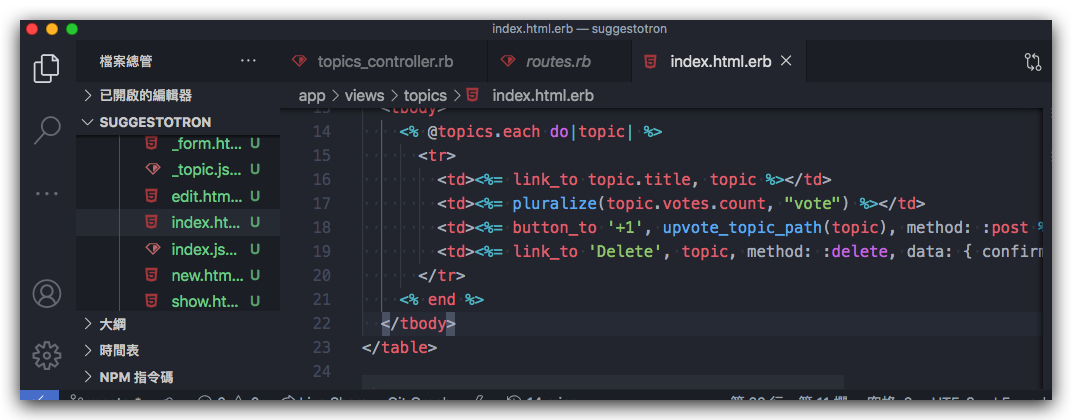 index.html.erb — suggestotron
檔案總管
topics_controller.rb
routes.rb
index.html.erb
已開啟的編輯器
app > views > topics > index.html.erb
SUGGESTOTRON
_form.ht... U
_topic.js... U
edit.htm... U
index.ht... U
index.js... U
new.htm... U
show.ht... U
大綱
時間表
NPM 指令碼
<tbody>
14 <% @topics.each do|topic| %>
15 <tr>
16 <td><%= link_to topic.title, topic %></td>
17 <td><%= pluralize(topic.votes.count, "vote") %></td>
18 <td><%= button_to '+1', upvote_topic_path(topic), method: :post %
19 <td><%= link_to 'Delete', topic, method: :delete, data: { confirm
20 </tr>
21 <% end %>
22 </tbody>
23 </table>
24